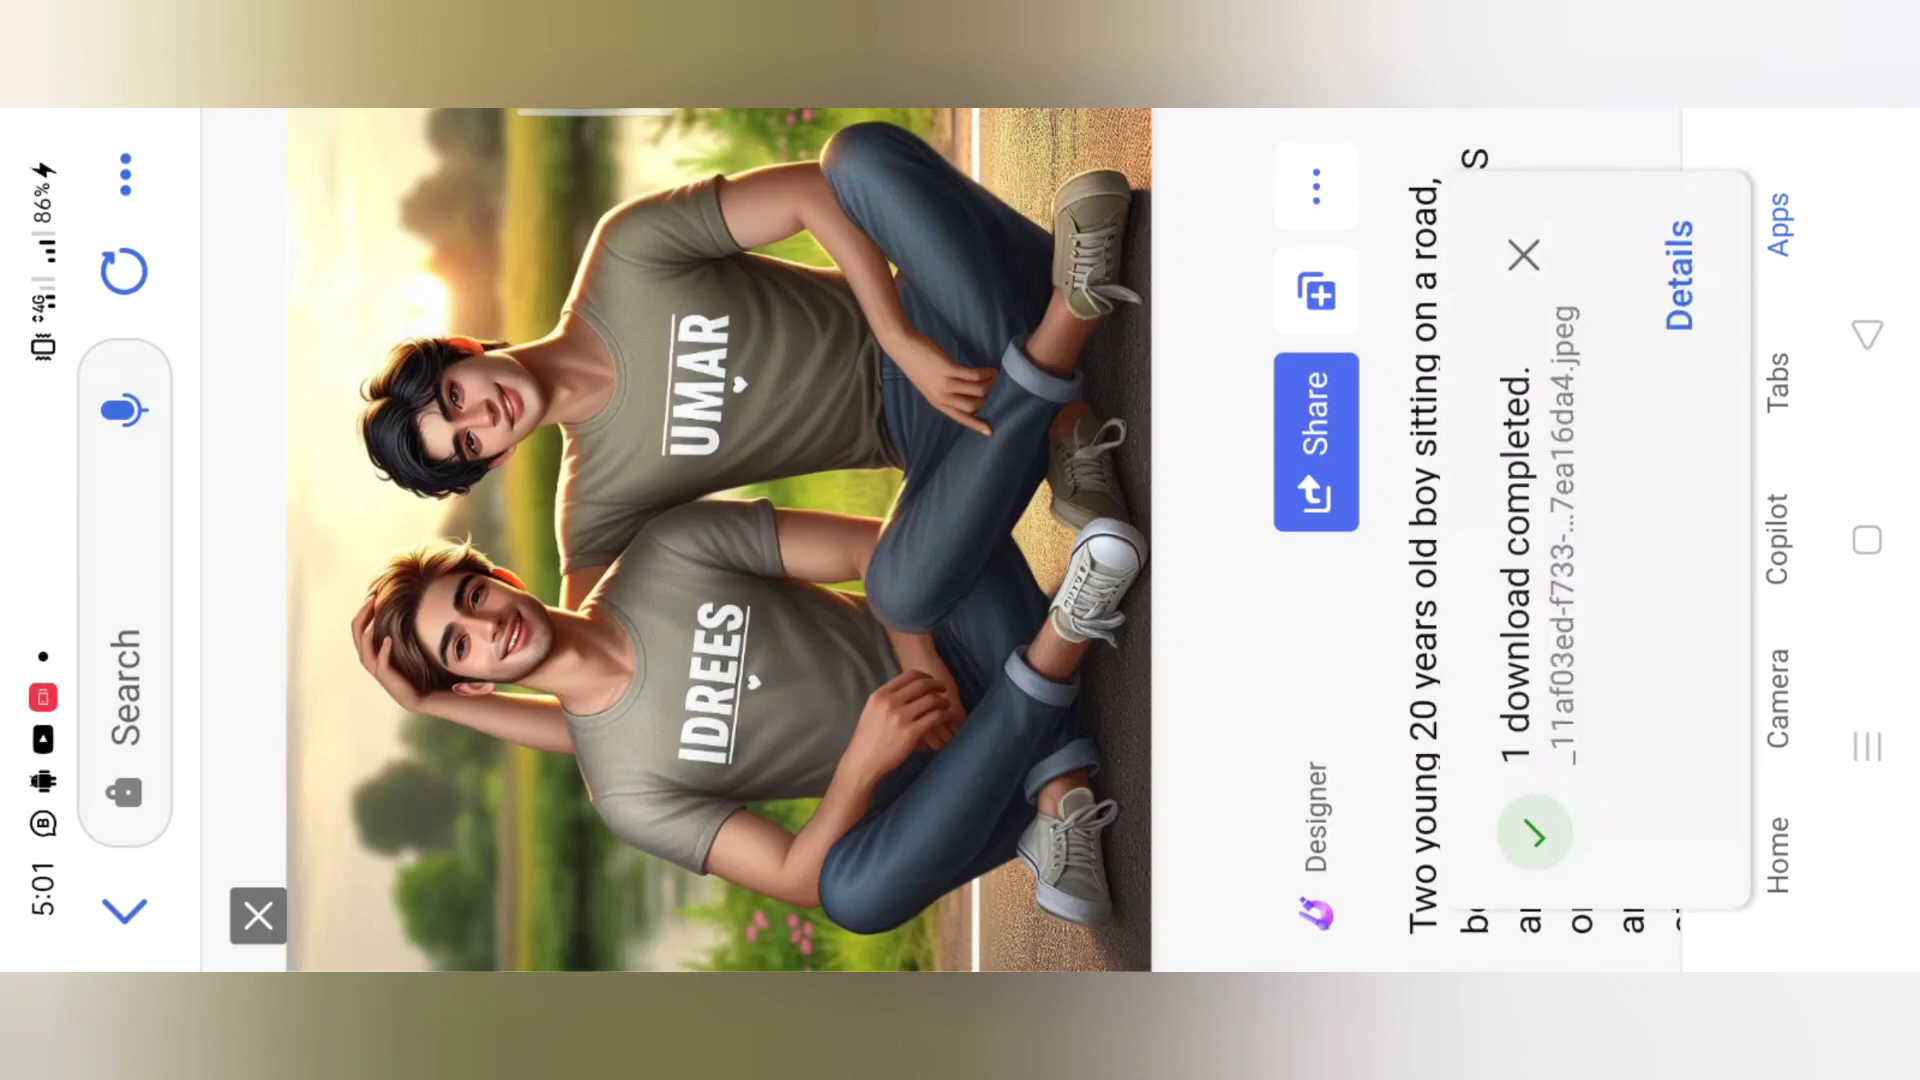 5:01
4G
86%
Search
IDREES
UMAR
Designer
Share
Two young 20 years old boy sitting on a road,
1 download completed.
_11af03ed-f733-...7ea16da4.jpeg
Details
Home
Camera
Copilot
Tabs
Apps